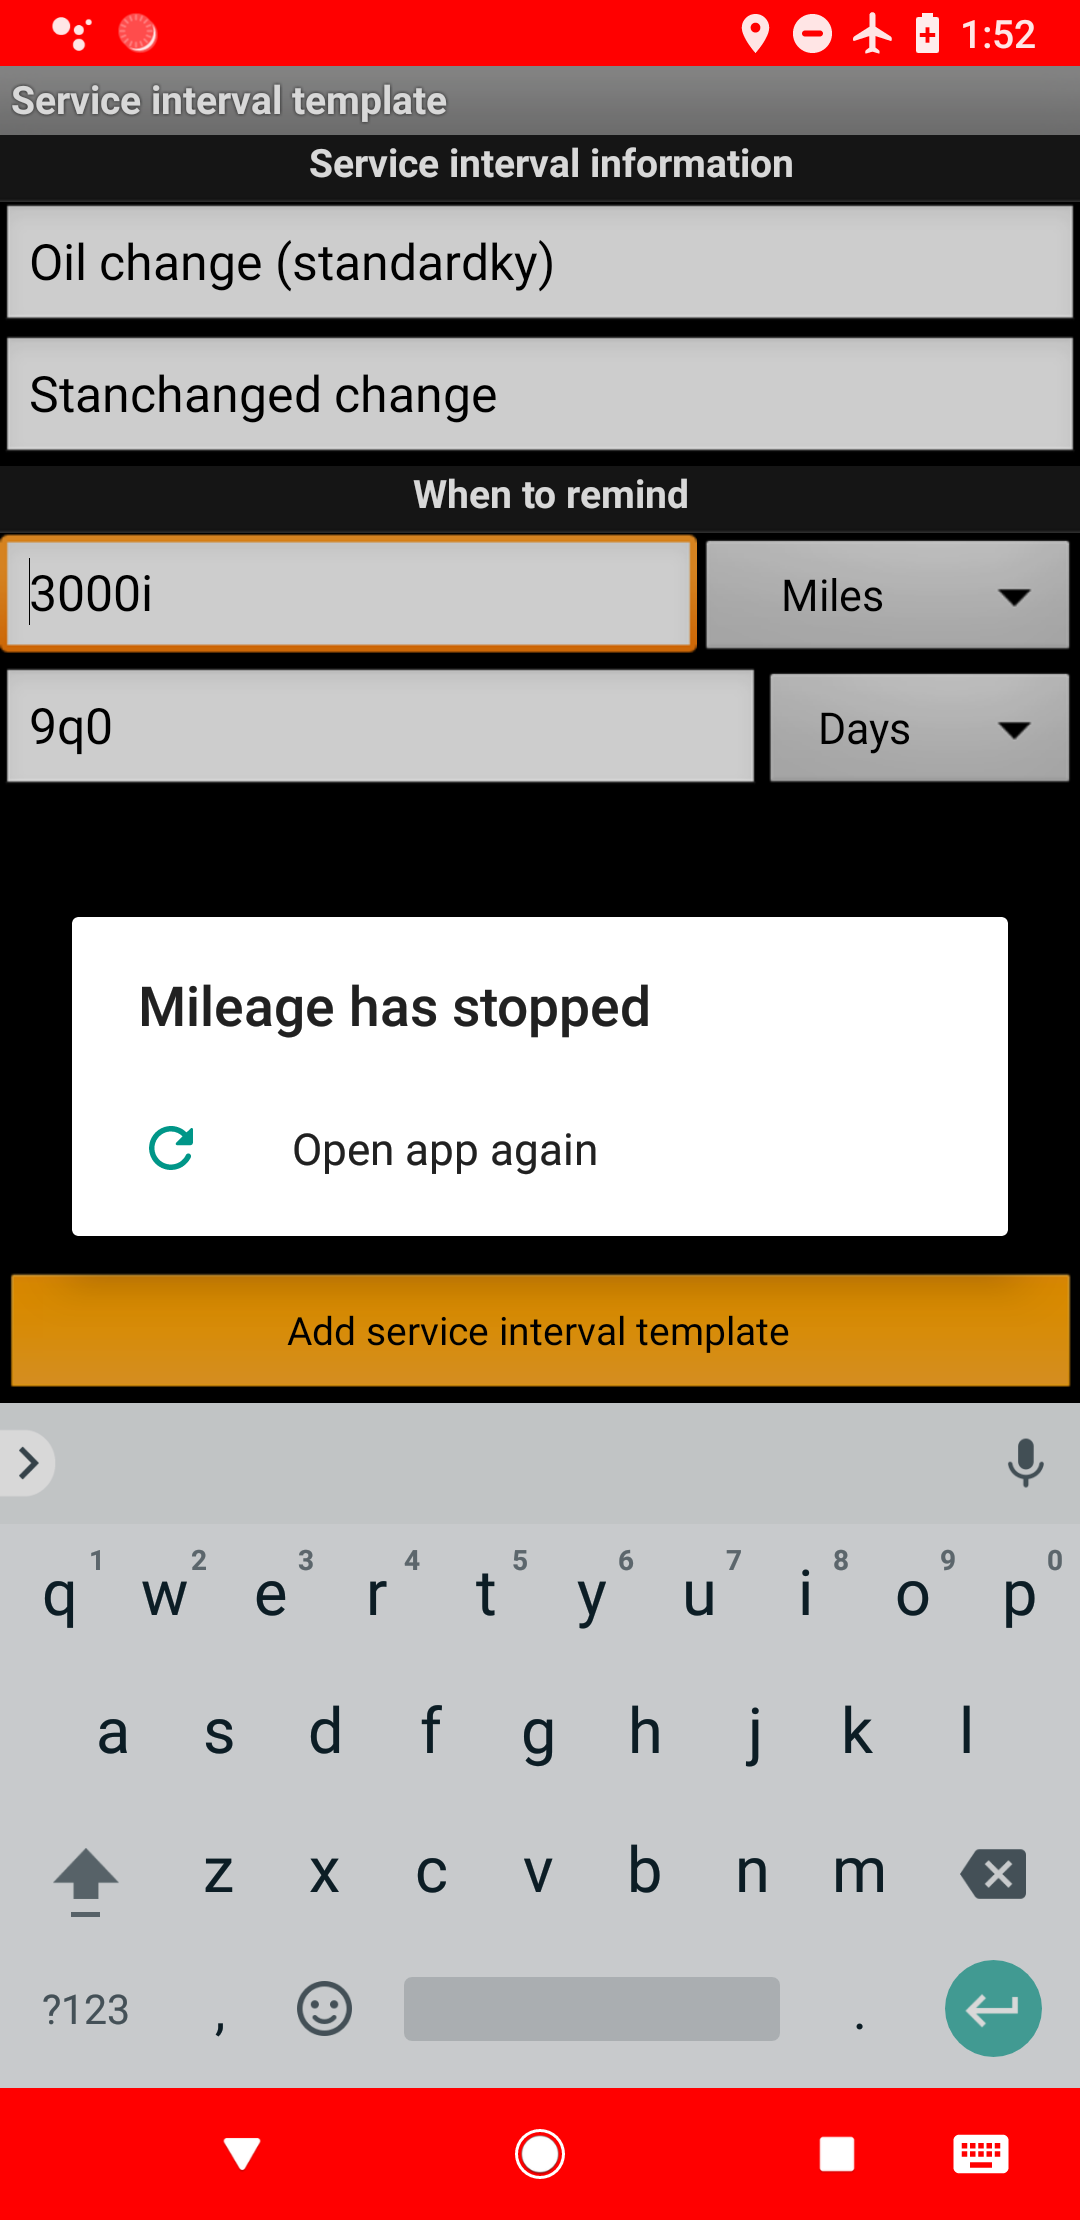 1:52
Service interval template
Service interval information
Oil change (standardky)
Stanchanged change
When to remind
3000i
Miles
9q0
Days
Mileage has stopped
Open app again
Add service interval template
1 2 3 4 5 6 7 8 9 0
q w e r t y u i o p
a s d f g h j k l
z x c v b n m
?123 , .